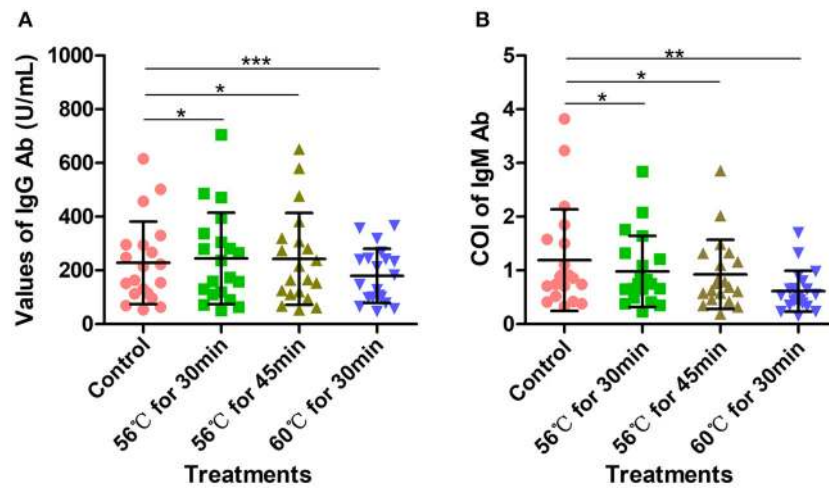 A
Values of IgG Ab (U/mL)
1000
800
600
400
200
0
***
*
*
Control
56℃ for 30min
56℃ for 45min
60℃ for 30min
Treatments
B
COI of IgM Ab
5
4
3
2
1
0
**
*
*
Control
56℃ for 30min
56℃ for 45min
60℃ for 30min
Treatments